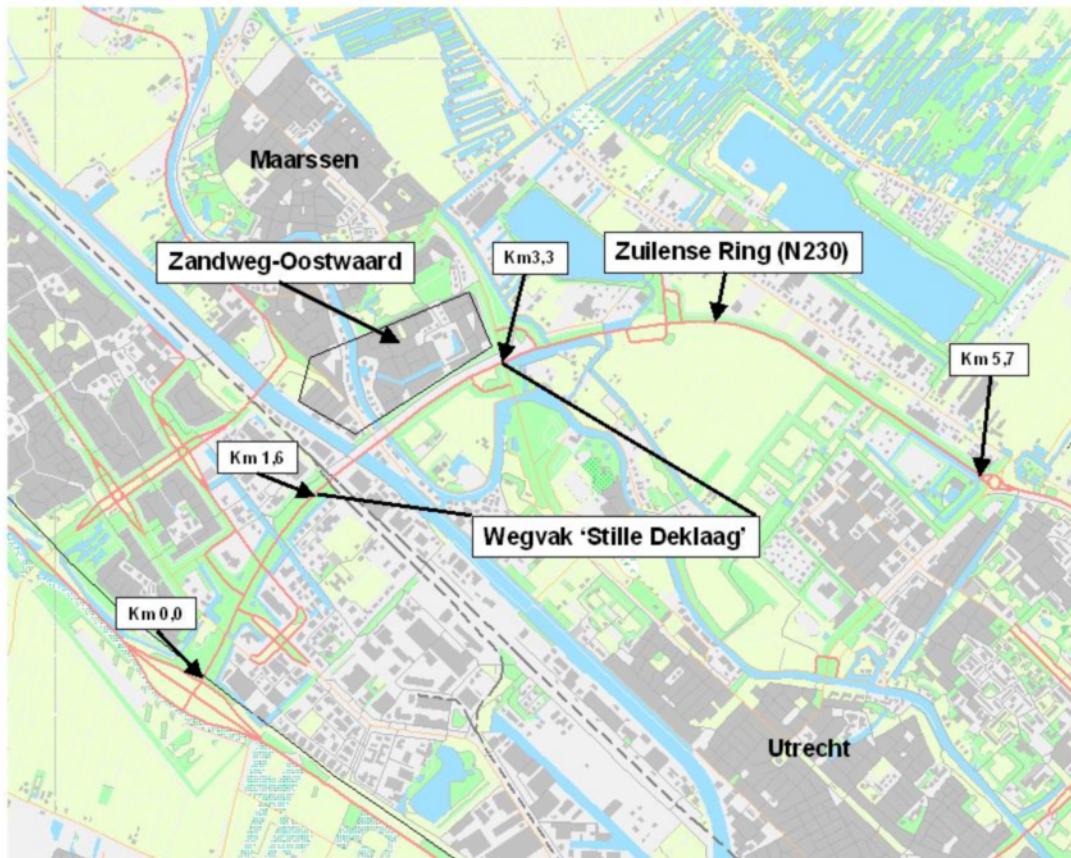 Maarssen
Zandweg-Oostwaard
Km3,3
Zuilense Ring (N230)
Km 5,7
Km 1,6
Wegvak ‘Stille Deklaag’
Km 0,0
Utrecht